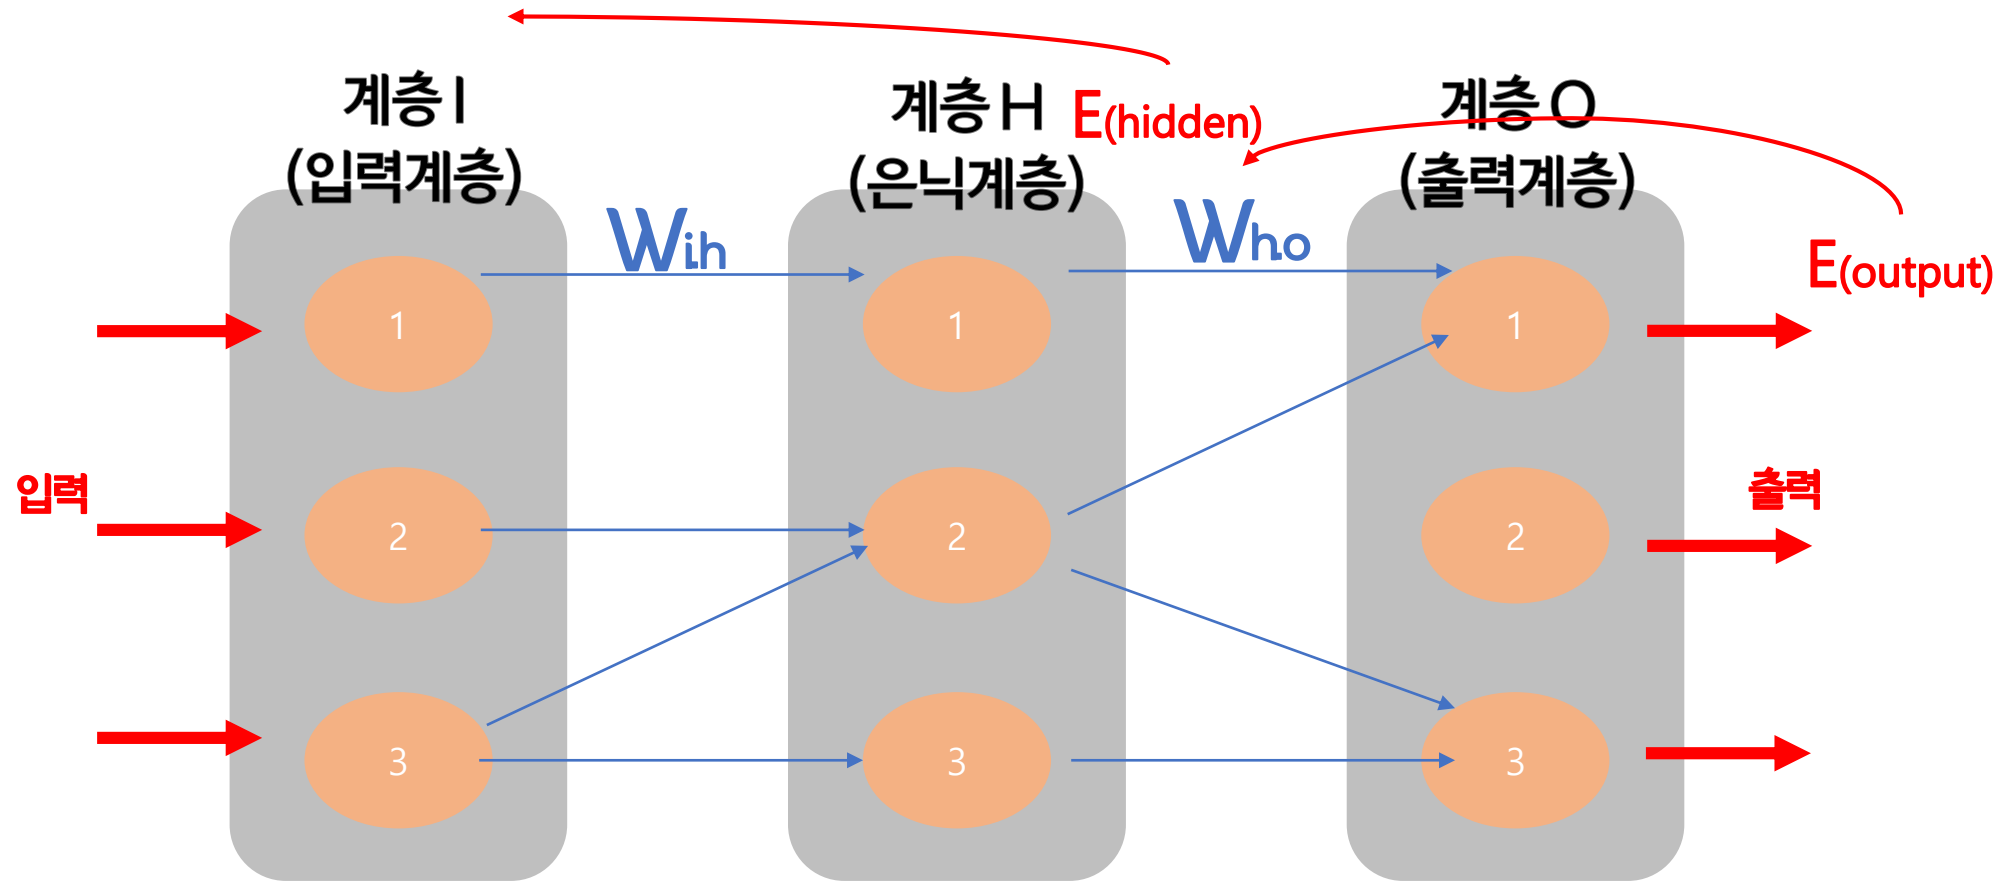 계층 I
(입력계층)
계층 H
(은닉계층)
E(hidden)
계층 O
(출력계층)
Wih
Who
E(output)
1
1
1
입력
2
2
2
출력
3
3
3